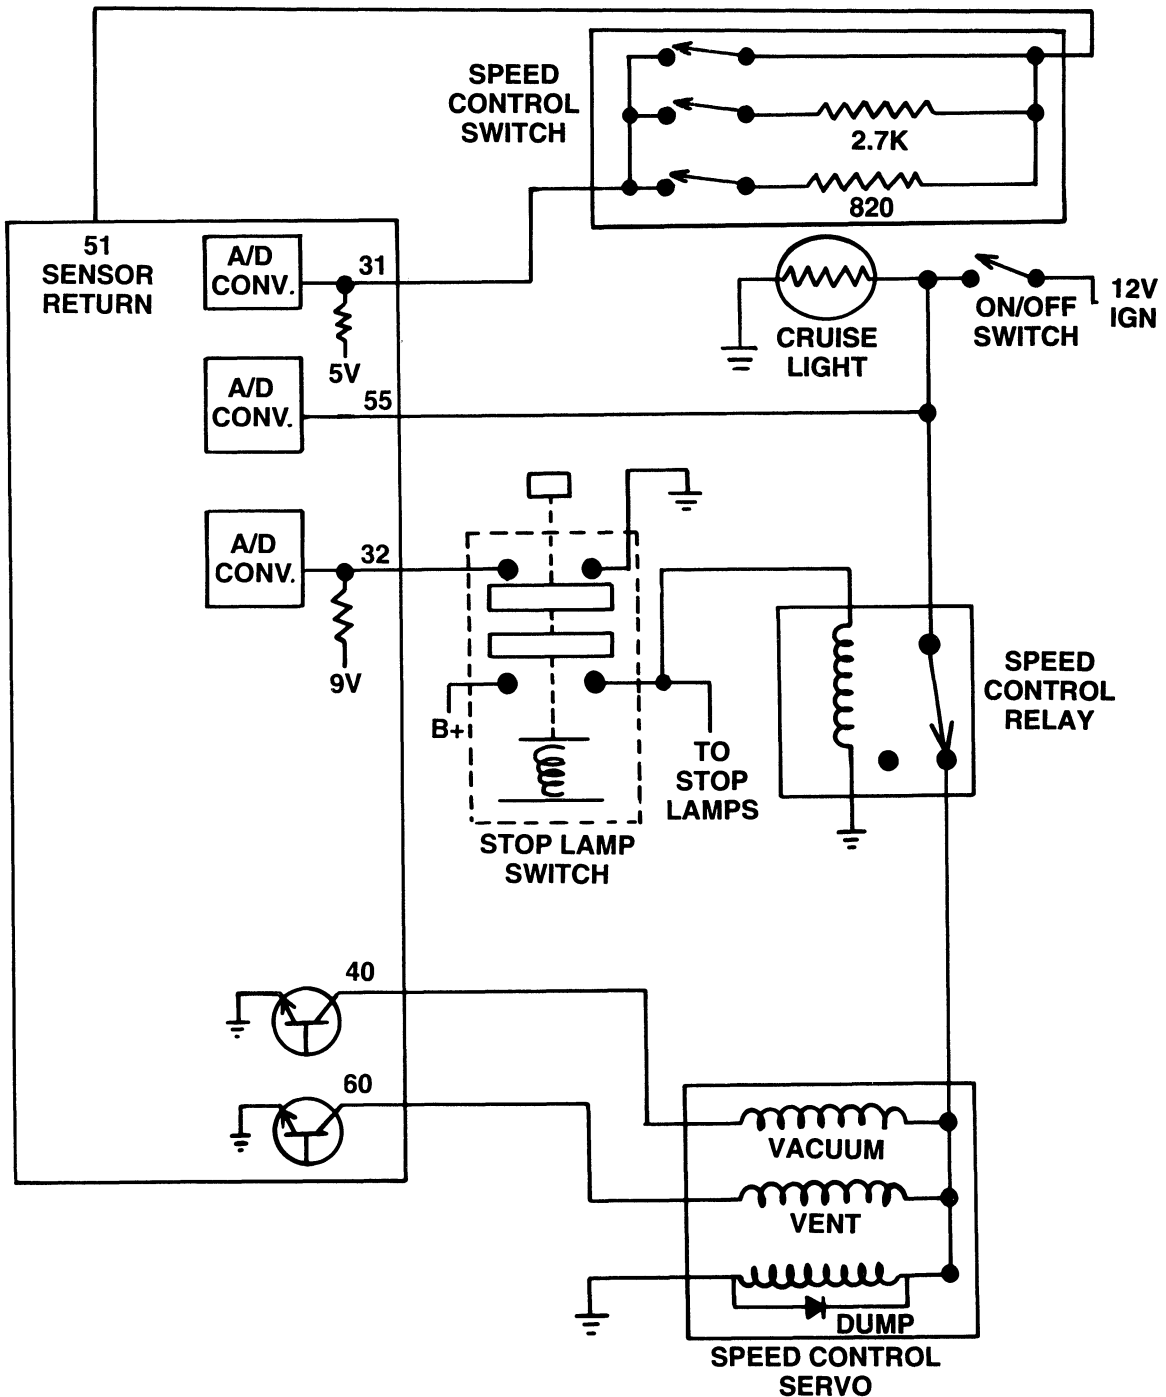 SPEED
CONTROL
SWITCH
2.7K
820
51
SENSOR
RETURN
A/D
CONV.
31
5V
CRUISE
LIGHT
ON/OFF
SWITCH
12V
IGN
A/D
CONV.
55
A/D
CONV.
32
9V
B+
TO
STOP
LAMPS
STOP LAMP
SWITCH
SPEED
CONTROL
RELAY
40
60
VACUUM
VENT
DUMP
SPEED CONTROL
SERVO